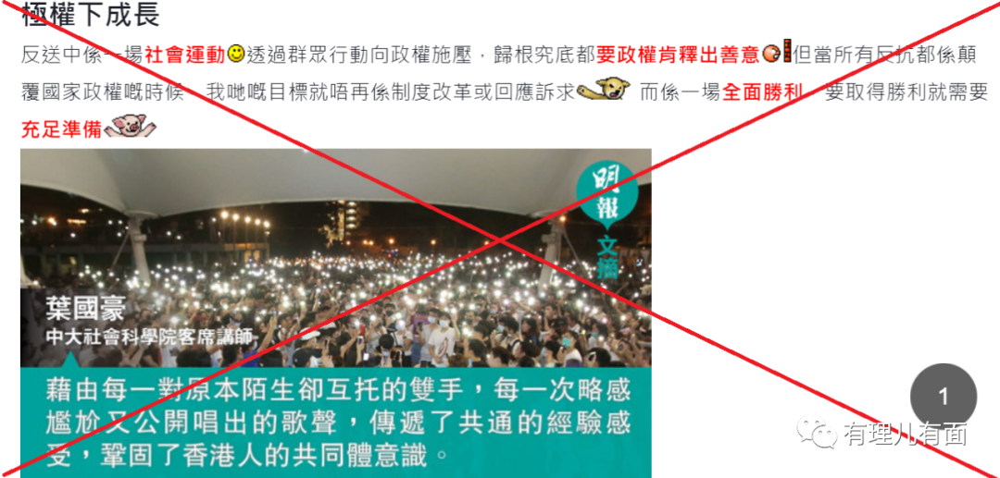 極權下成長
反送中係一場社會運動透過群眾行動向政權施壓，歸根究底都要政權肯釋出善意但當所有反抗都係顛
覆國家政權嘅時候，我哋嘅目標就唔再係制度改革或回應訴求 而係一場全面勝利，要取得勝利就需要
充足準備
明報
文摘
葉國豪
中大社會科學院客席講師
藉由每一對原本陌生卻互托的雙手，每一次略感
尷尬又公開唱出的歌聲，傳遞了共通的經驗感
受，鞏固了香港人的共同體意識。
1
有理儿有面